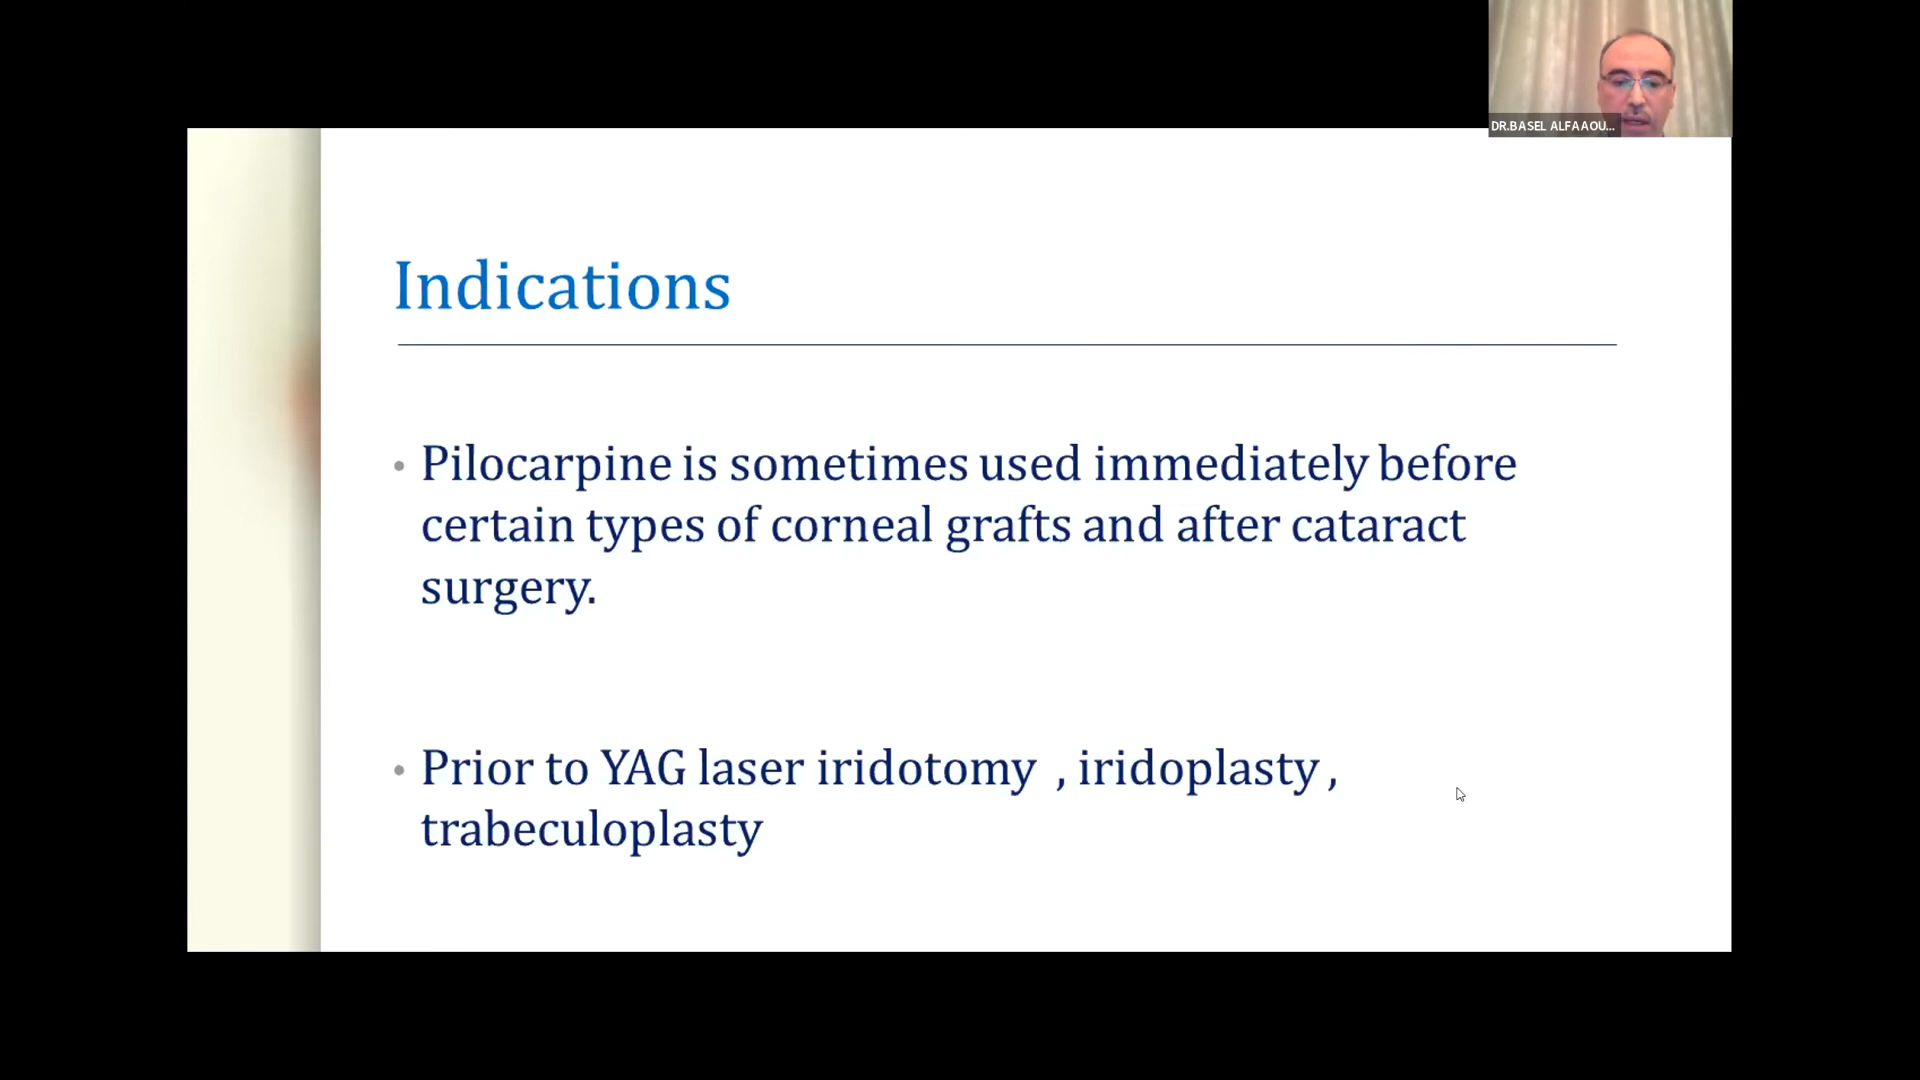 DR.BASEL ALFAAOU...
Indications
• Pilocarpine is sometimes used immediately before
certain types of corneal grafts and after cataract
surgery.
• Prior to YAG laser iridotomy , iridoplasty ,
trabeculoplasty